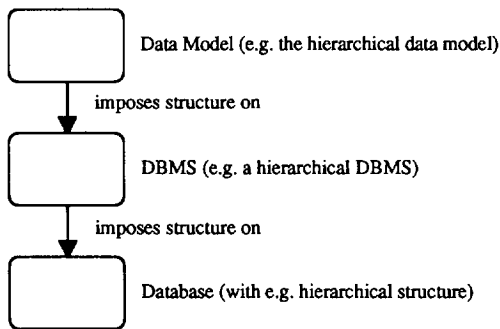 Data Model (e.g. the hierarchical data model)
imposes structure on
DBMS (e.g. a hierarchical DBMS)
imposes structure on
Database (with e.g. hierarchical structure)